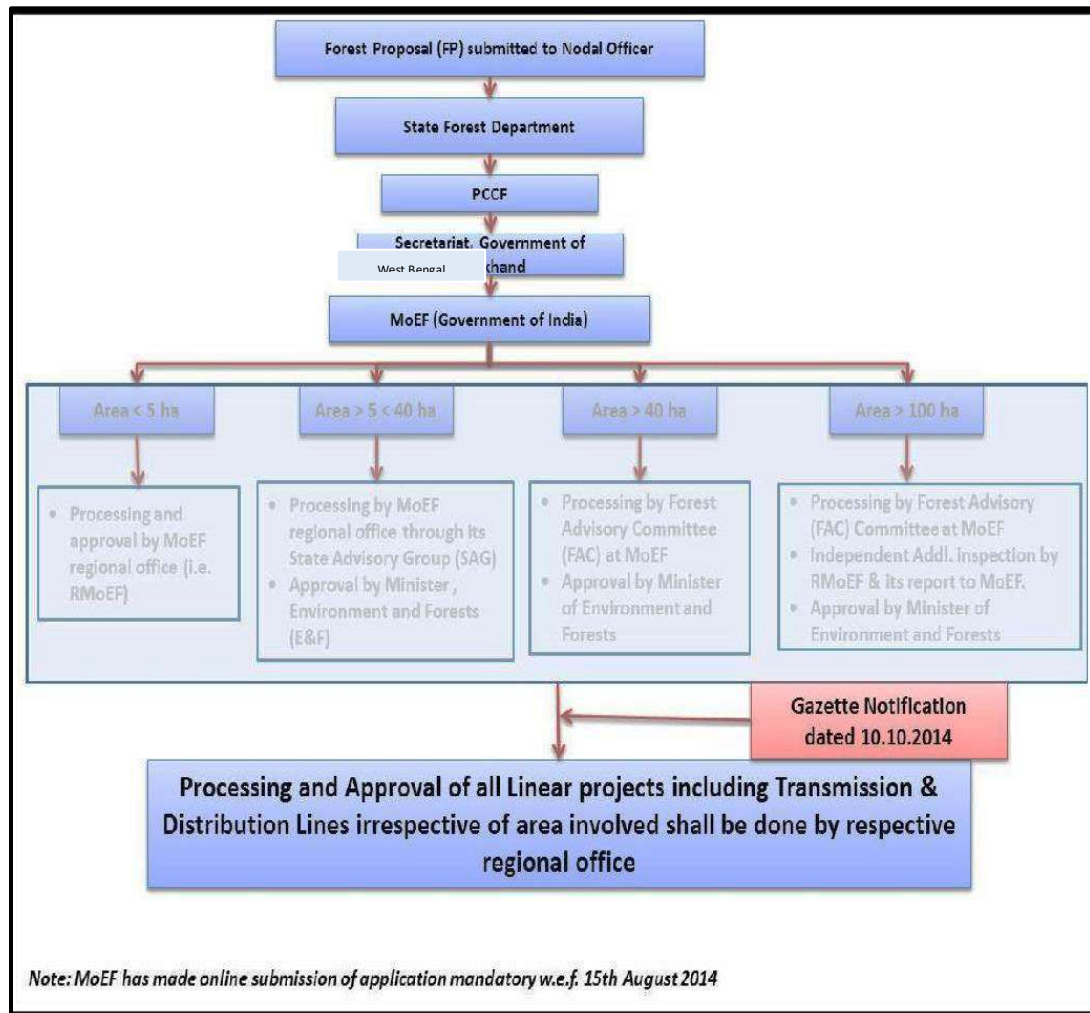 Forest Proposal (FP) submitted to Nodal Officer
State Forest Department
PCCF
Secretariat, Government of
West Bengal khand
MoEF (Government of India)
Area < 5 ha
Area > 5 < 40 ha
Area > 40 ha
Area > 100 ha
• Processing and
approval by MoEF
regional office (i.e.
RMoEF)
• Processing by MoEF
regional office through its
State Advisory Group (SAG)
• Approval by Minister ,
Environment and Forests
(E&F)
• Processing by Forest
Advisory Committee
(FAC) at MoEF
• Approval by Minister
of Environment and
Forests
• Processing by Forest Advisory
(FAC) Committee at MoEF
• Independent Addl. inspection by
RMoEF & its report to MoEF.
• Approval by Minister of
Environment and Forests
Gazette Notification
dated 10.10.2014
Processing and Approval of all Linear projects including Transmission &
Distribution Lines irrespective of area involved shall be done by respective
regional office
Note: MoEF has made online submission of application mandatory w.e.f. 15th August 2014